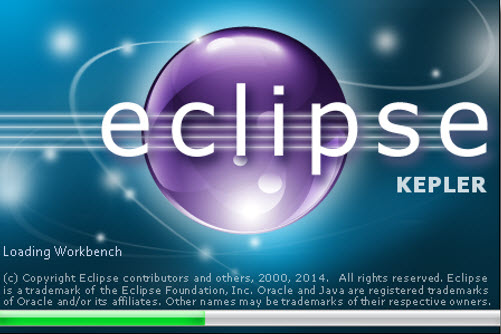 eclipse
KEPLER
Loading Workbench
(c) Copyright Eclipse contributors and others, 2000, 2014.   All rights reserved. Eclipse
is a trademark of the Eclipse Foundation, Inc. Oracle and Java are registered trademarks
of Oracle and/or its affiliates. Other names may be trademarks of their respective owners.